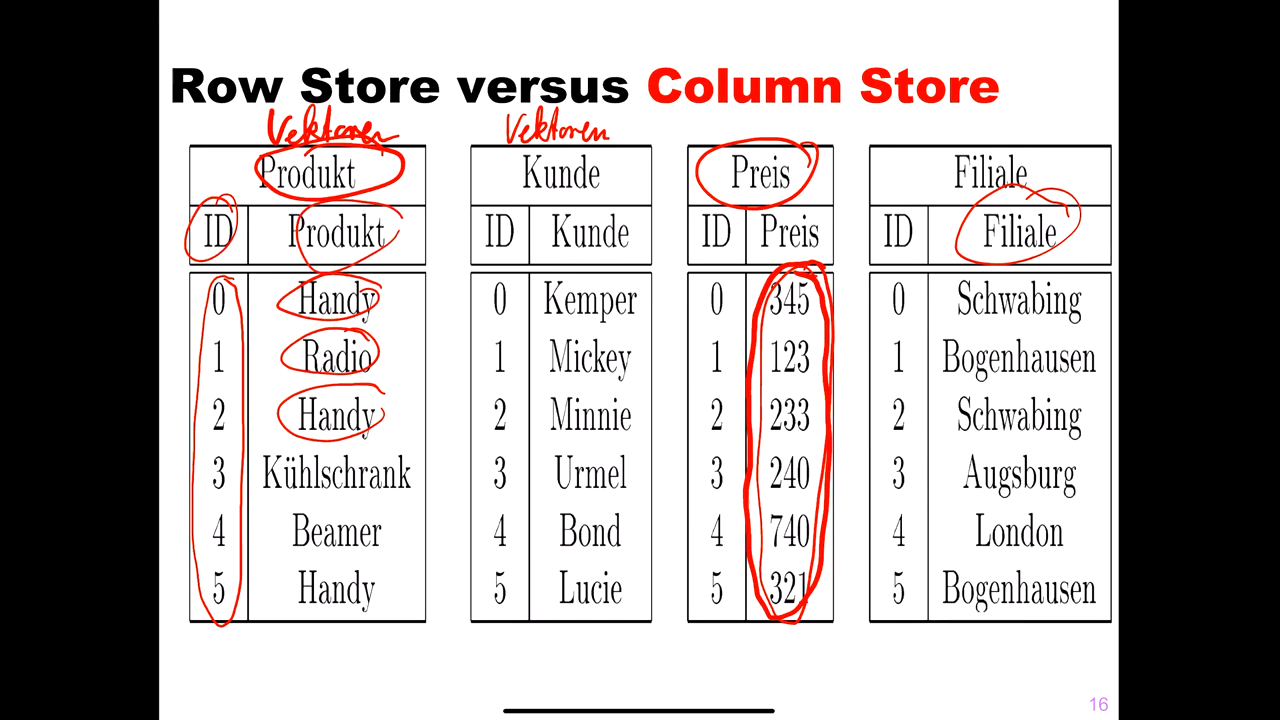 Row Store versus Column Store
Vektoren Vektoren
Produkt Kunde Preis Filiale
ID Produkt ID Kunde ID Preis ID Filiale
0 Handy 0 Kemper 0 345 0 Schwabing
1 Radio 1 Mickey 1 123 1 Bogenhausen
2 Handy 2 Minnie 2 233 2 Schwabing
3 Kühlschrank 3 Urmel 3 240 3 Augsburg
4 Beamer 4 Bond 4 740 4 London
5 Handy 5 Lucie 5 321 5 Bogenhausen
16